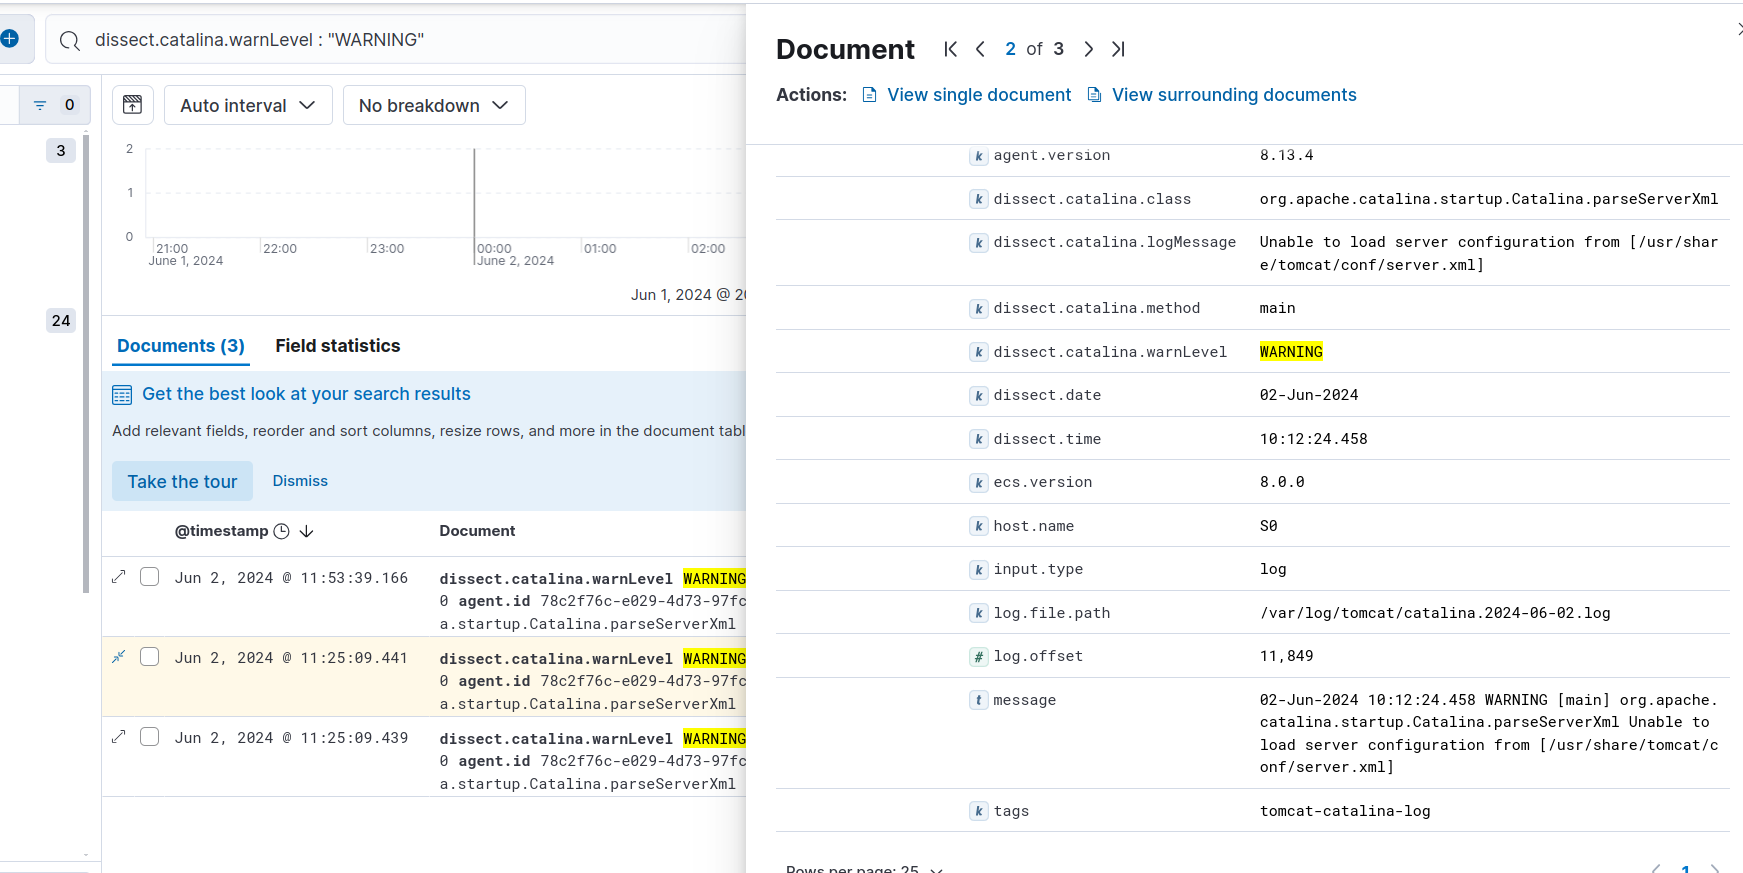 dissect.catalina.warnLevel : "WARNING"
0
3
24
Auto interval
No breakdown
2
1
0
21:00
22:00
23:00
00:00
01:00
02:00
June 1, 2024
June 2, 2024
Jun 1, 2024 @ 20
Documents (3)
Field statistics
Get the best look at your search results
Add relevant fields, reorder and sort columns, resize rows, and more in the document tabl
Take the tour
Dismiss
@timestamp
Document
Jun 2, 2024 @ 11:53:39.166
dissect.catalina.warnLevel WARNING
0 agent.id 78c2f76c-e029-4d73-97fc
a.startup.Catalina.parseServerXml
Jun 2, 2024 @ 11:25:09.441
dissect.catalina.warnLevel WARNING
0 agent.id 78c2f76c-e029-4d73-97fc
a.startup.Catalina.parseServerXml
Jun 2, 2024 @ 11:25:09.439
dissect.catalina.warnLevel WARNING
0 agent.id 78c2f76c-e029-4d73-97fc
a.startup.Catalina.parseServerXml
Document
2 of 3
Actions:
View single document
View surrounding documents
k agent.version 8.13.4
k dissect.catalina.class org.apache.catalina.startup.Catalina.parseServerXml
k dissect.catalina.logMessage Unable to load server configuration from [/usr/shar
e/tomcat/conf/server.xml]
k dissect.catalina.method main
k dissect.catalina.warnLevel WARNING
k dissect.date 02-Jun-2024
k dissect.time 10:12:24.458
k ecs.version 8.0.0
k host.name S0
k input.type log
k log.file.path /var/log/tomcat/catalina.2024-06-02.log
# log.offset 11,849
t message 02-Jun-2024 10:12:24.458 WARNING [main] org.apache.
catalina.startup.Catalina.parseServerXml Unable to
load server configuration from [/usr/share/tomcat/c
onf/server.xml]
k tags tomcat-catalina-log
Rows per page: 25
1